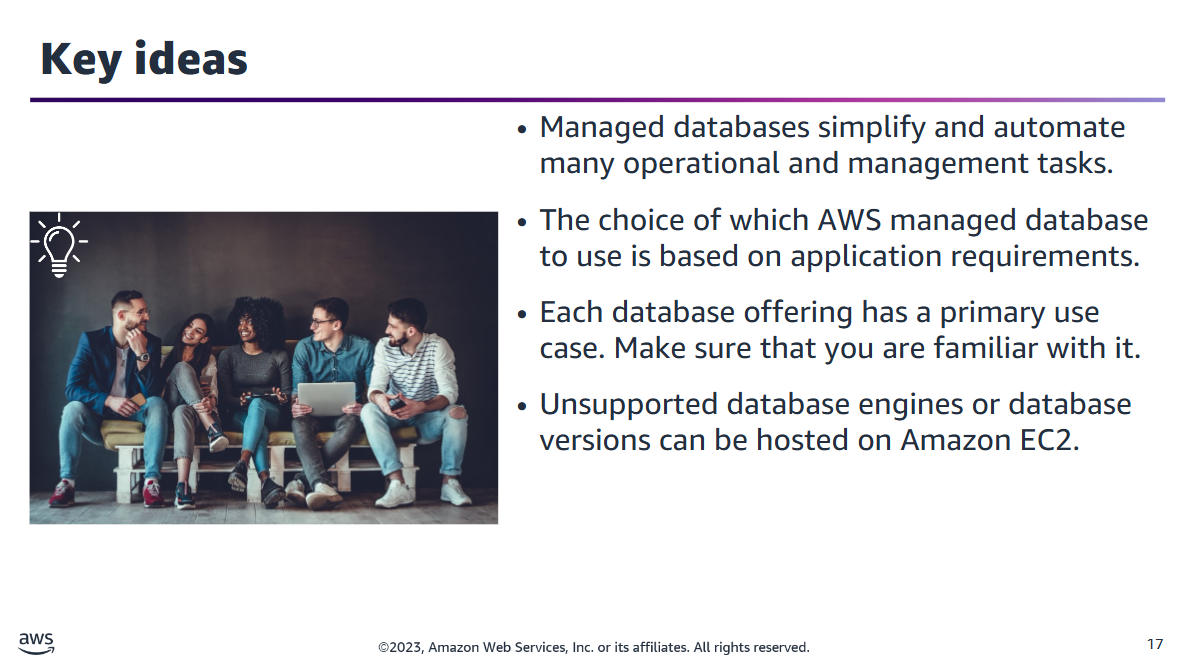 Key ideas
• Managed databases simplify and automate
many operational and management tasks.
• The choice of which AWS managed database
to use is based on application requirements.
• Each database offering has a primary use
case. Make sure that you are familiar with it.
• Unsupported database engines or database
versions can be hosted on Amazon EC2.
aws
©2023, Amazon Web Services, Inc. or its affiliates. All rights reserved.
17